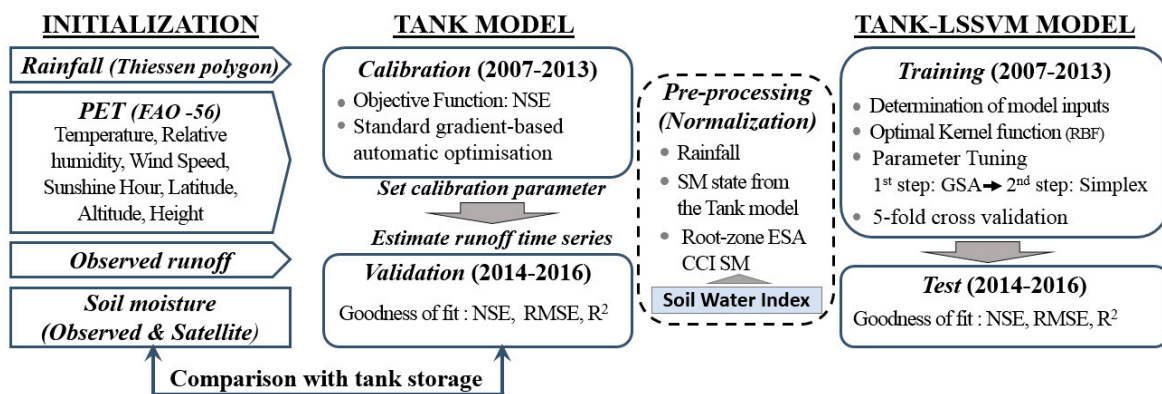 INITIALIZATION
Rainfall (Thiessen polygon)
PET (FAO -56)
Temperature, Relative
humidity, Wind Speed,
Sunshine Hour, Latitude,
Altitude, Height
Observed runoff
Soil moisture
(Observed & Satellite)
TANK MODEL
Calibration (2007-2013)
Objective Function: NSE
Standard gradient-based
automatic optimisation
Set calibration parameter
Estimate runoff time series
Validation (2014-2016)
Goodness of fit : NSE, RMSE, R²
Comparison with tank storage
Pre-processing
(Normalization)
Rainfall
SM state from
the Tank model
Root-zone ESA
CCI SM
Soil Water Index
TANK-LSSVM MODEL
Training (2007-2013)
Determination of model inputs
Optimal Kernel function (RBF)
Parameter Tuning
1st step: GSA➔ 2nd step: Simplex
5-fold cross validation
Test (2014-2016)
Goodness of fit : NSE, RMSE, R²